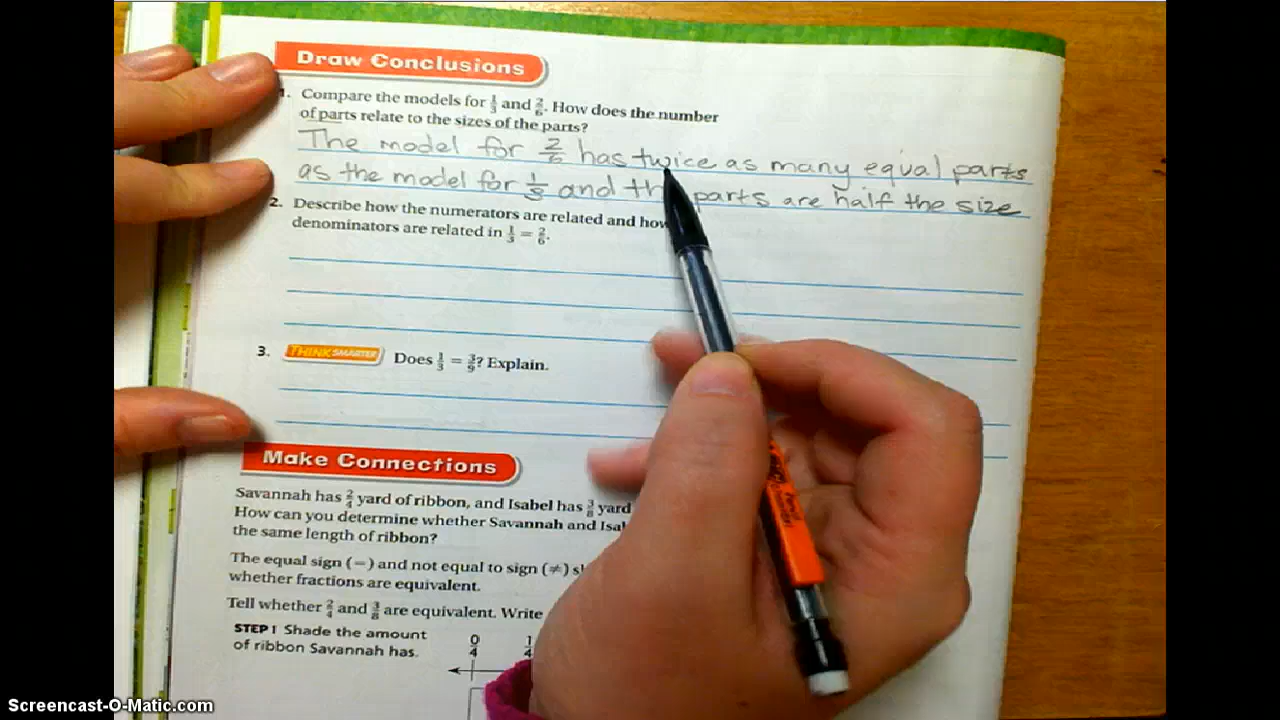 Draw Conclusions
1. Compare the models for 1/3 and 2/6. How does the number
of parts relate to the sizes of the parts?
The model for 2/6 has twice as many equal parts
as the model for 1/3 and th parts are half the size
2. Describe how the numerators are related and how
denominators are related in 1/3 = 2/6.
3. THINK SMARTER Does 1/3 = 3/9? Explain.
Make Connections
Savannah has 2/4 yard of ribbon, and Isabel has 3/8 yard
How can you determine whether Savannah and Isa
the same length of ribbon?
The equal sign (=) and not equal to sign (≠) s
whether fractions are equivalent.
Tell whether 2/4 and 3/8 are equivalent. Write
STEP 1 Shade the amount
of ribbon Savannah has.
0/4 1/4
Screencast-O-Matic.com